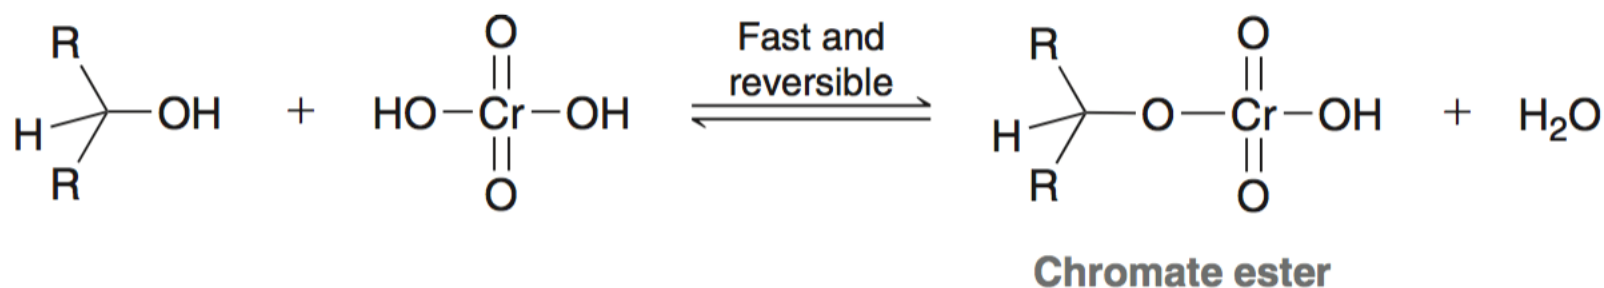 R
H
OH
R
+
O
HO–Cr–OH
O
Fast and
reversible
R
H
O–Cr–OH
R
O
O
+ H₂O
Chromate ester